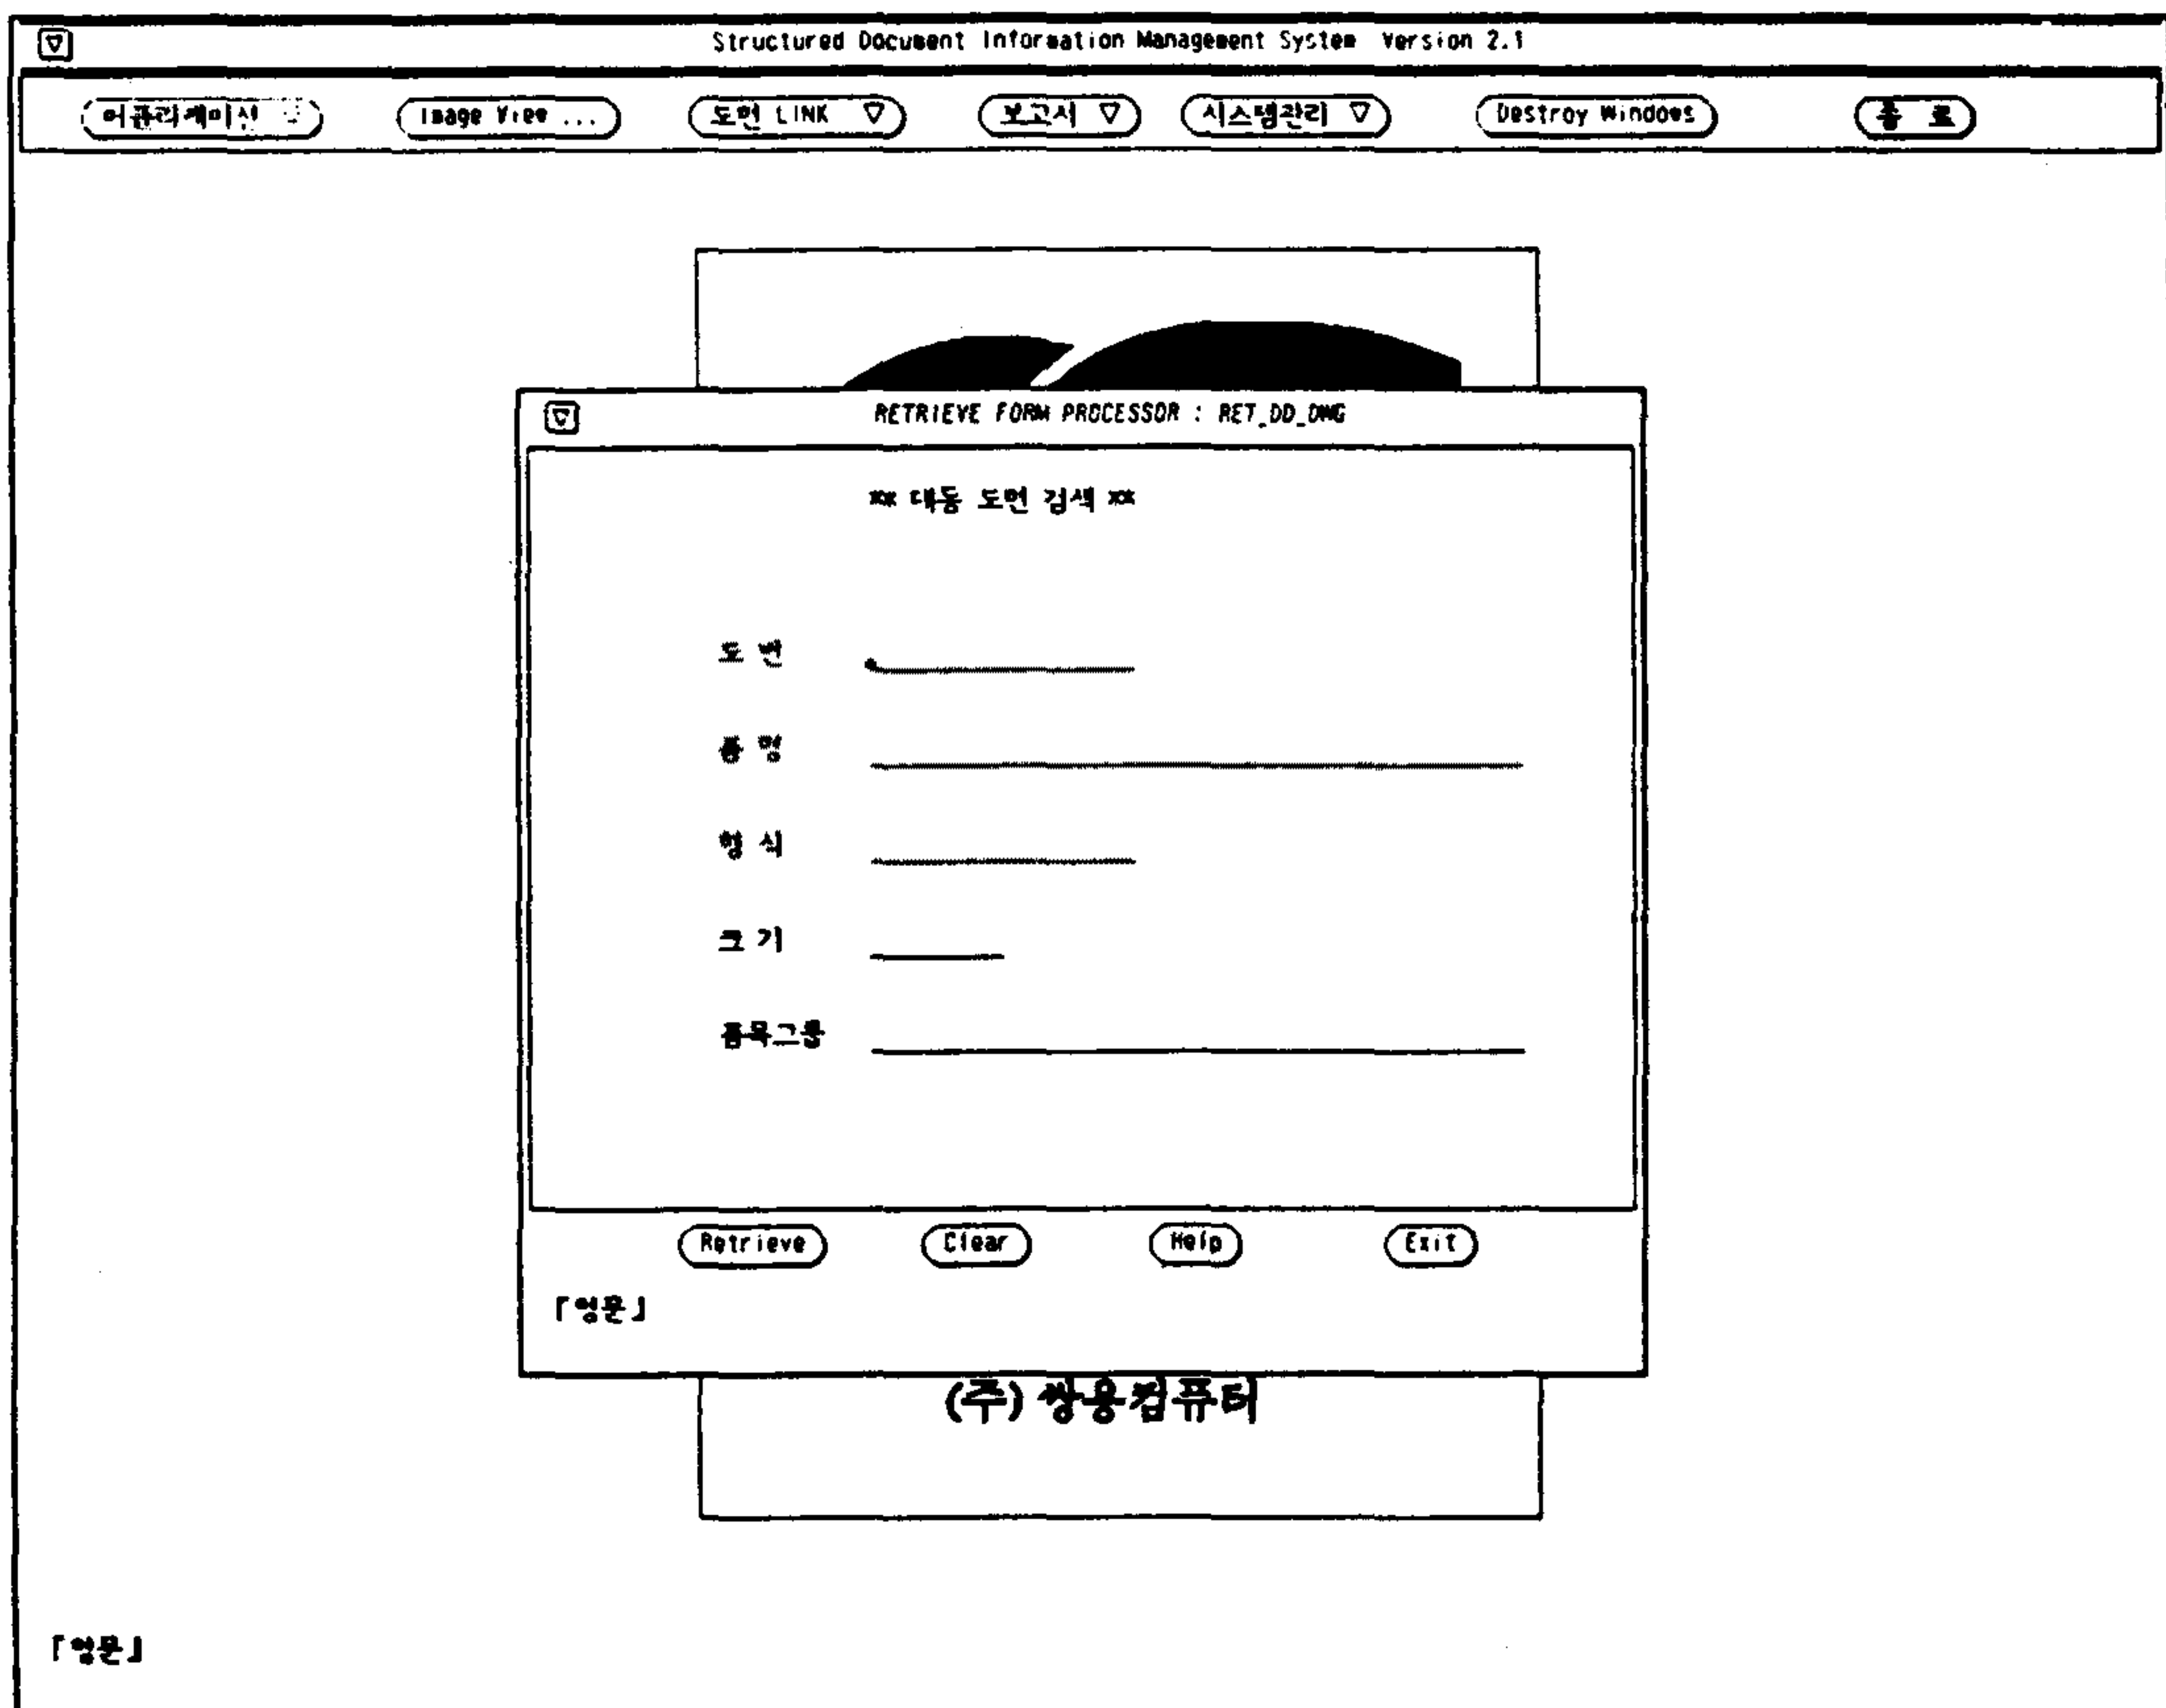 Structured Document Information Management System Version 2.1
어플리케이션 Image View ... 도면 LINK ▽ 보고서 ▽ 시스템관리 ▽ Destroy Windows 종 료
RETRIEVE FORM PROCESSOR : RET_DD_DWG
** 대동 도면 검색 **
도 번
품 명
형 식
크 기
품목그룹
Retrieve Clear Help Exit
「영문」
(주) 쌍용컴퓨터
「영문」